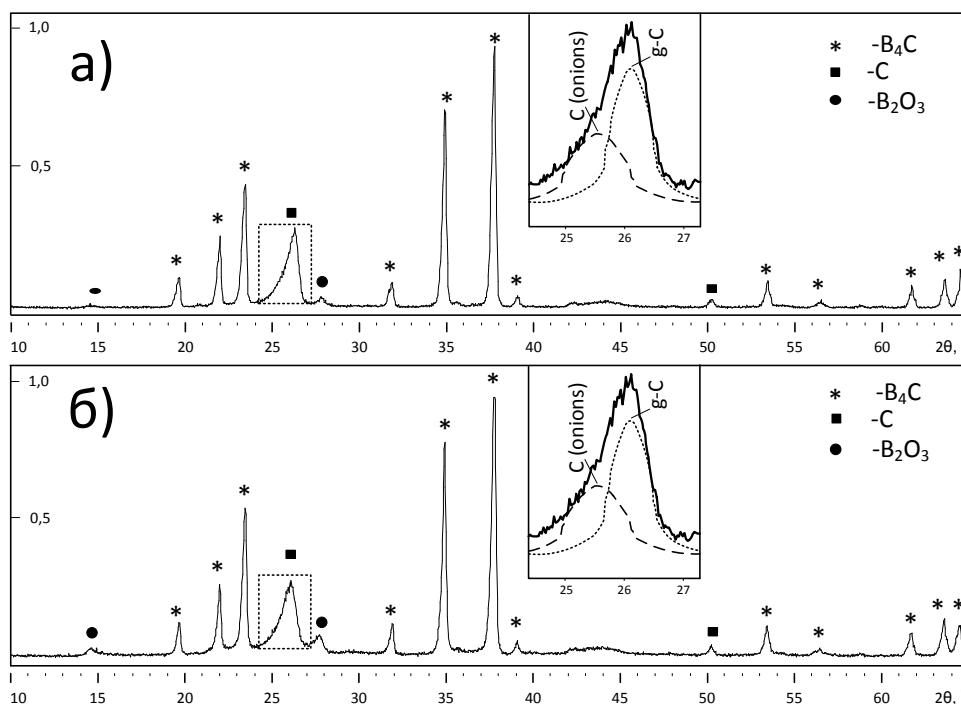 1,0
а)
0,5
C (onions)
g-C
25 26 27
* -B₄C
■ -C
● -B₂O₃
10 15 20 25 30 35 40 45 50 55 60 2θ,
1,0
б)
0,5
C (onions)
g-C
25 26 27
* -B₄C
■ -C
● -B₂O₃
10 15 20 25 30 35 40 45 50 55 60 2θ,